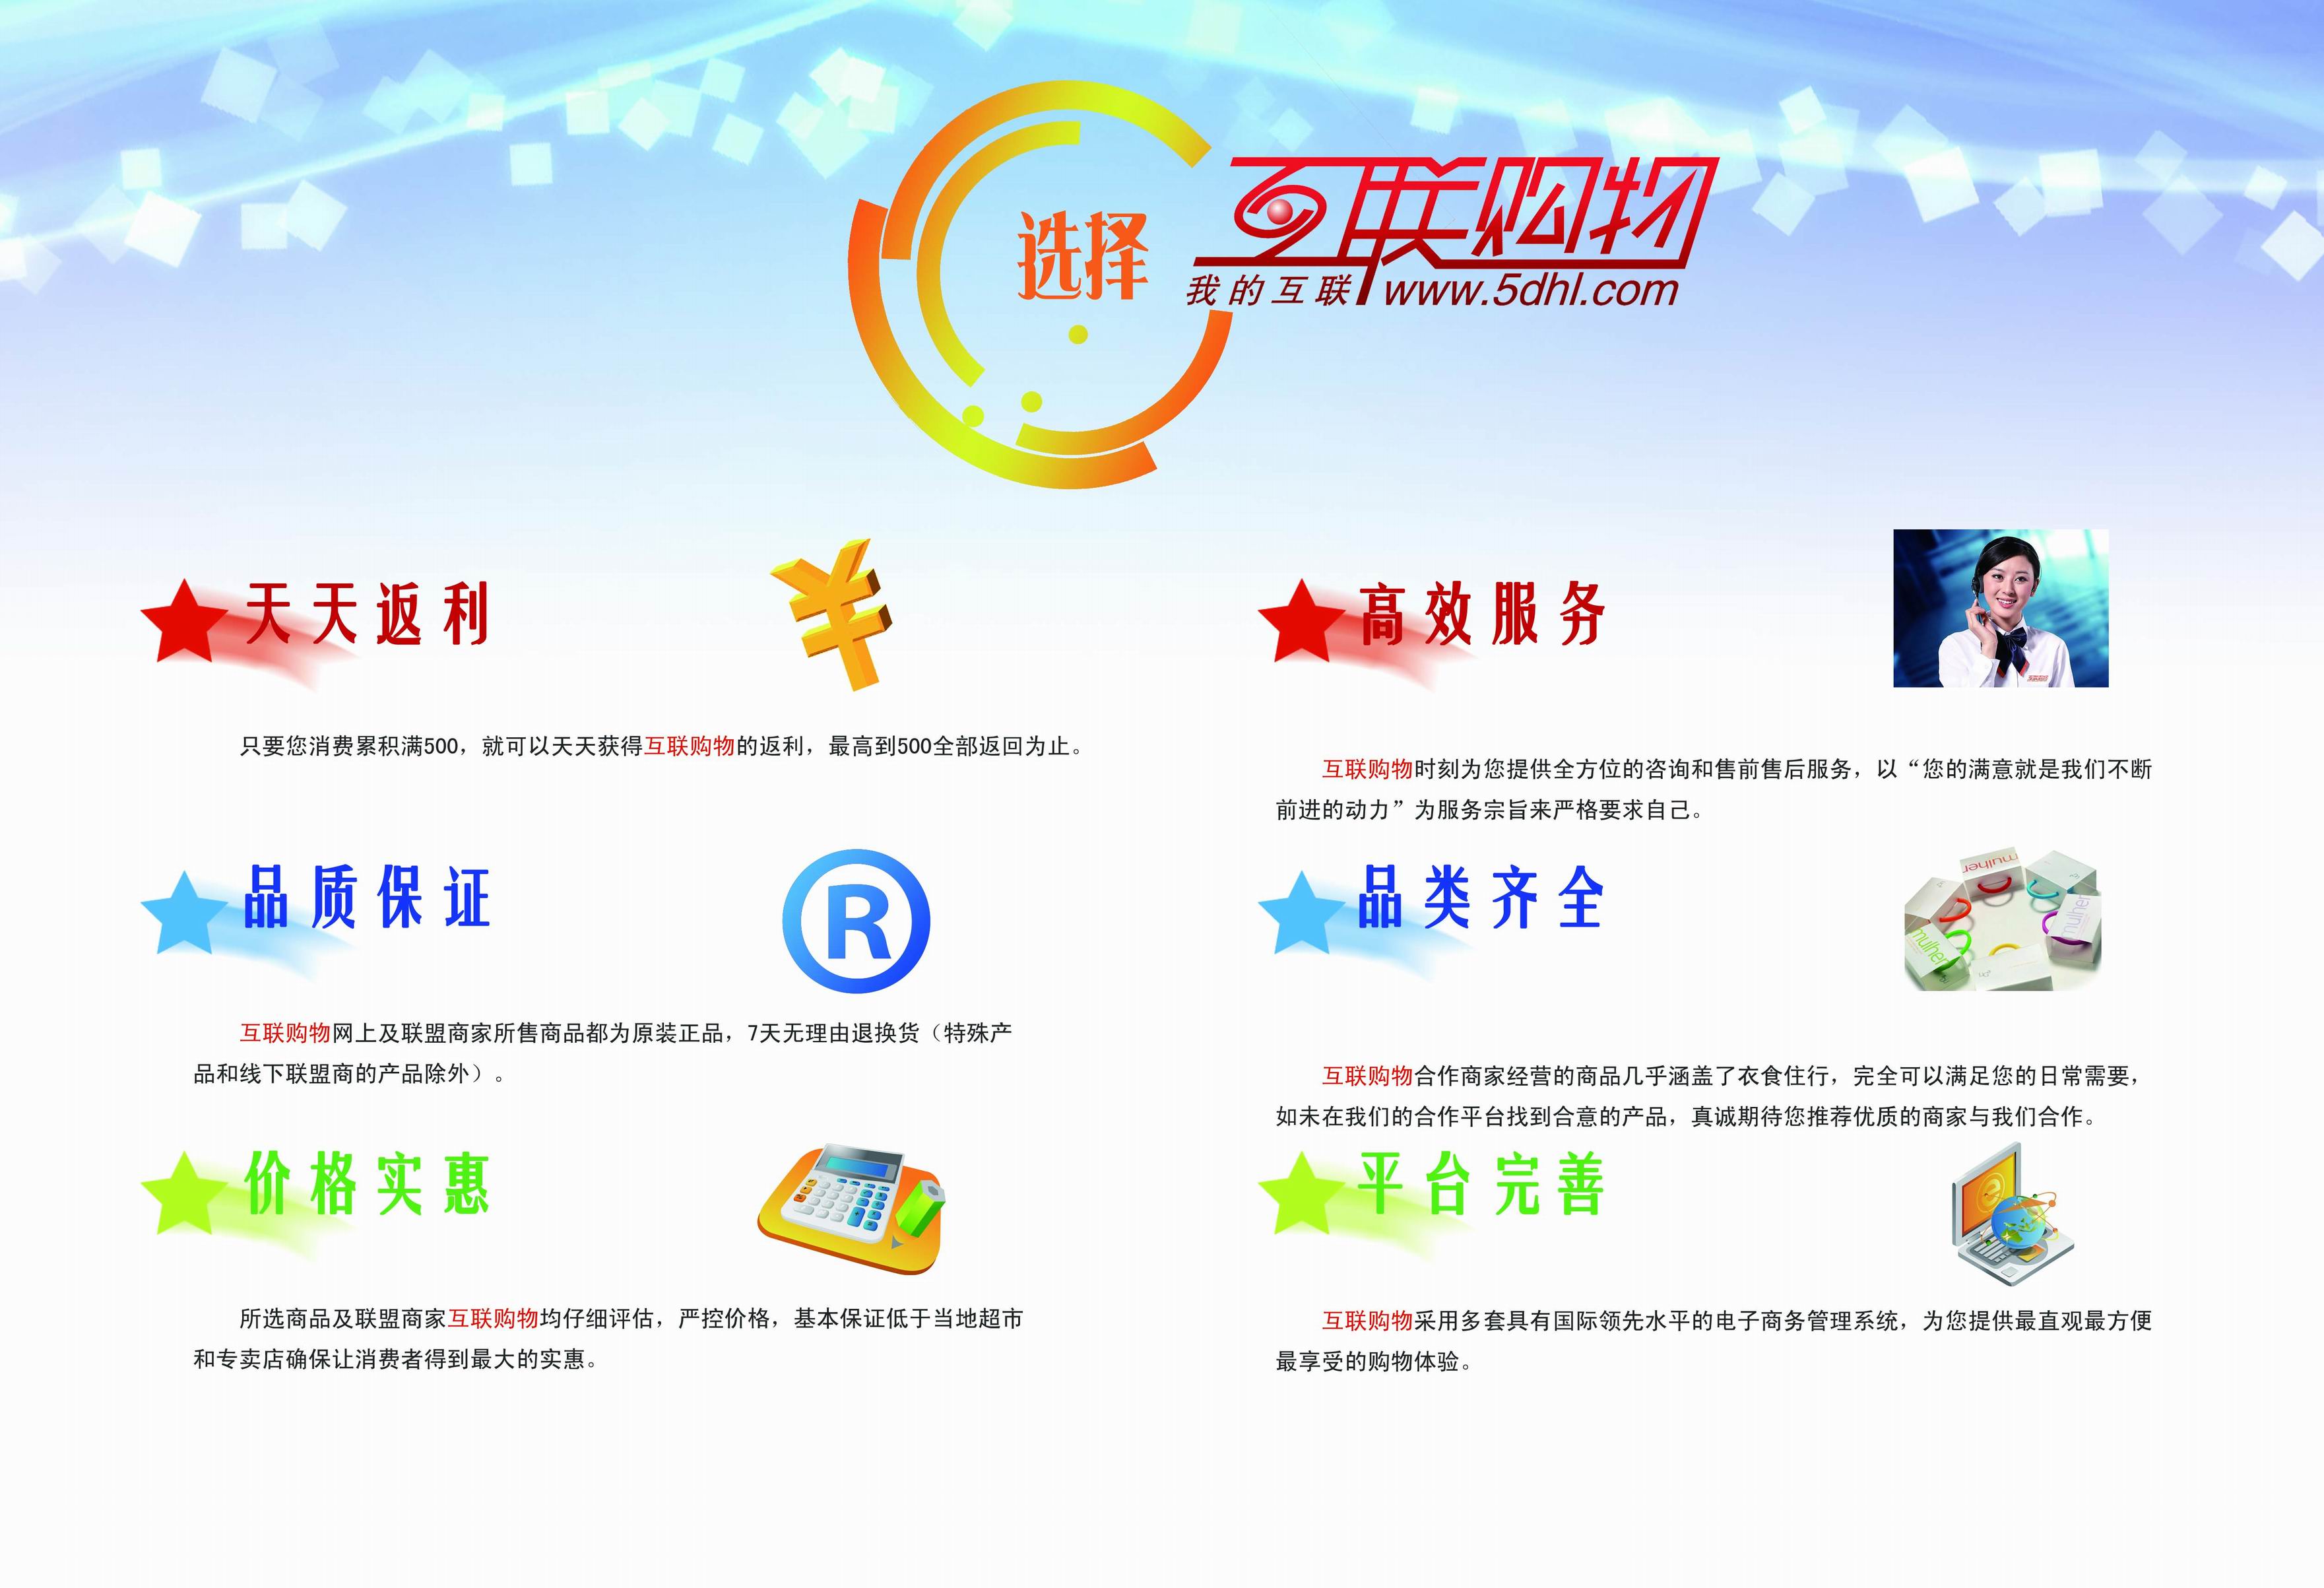 选择
互联购物
我的互联 www.5dhl.com
天天返利
只要您消费累积满500，就可以天天获得互联购物的返利，最高到500全部返回为止。
品质保证
R
互联购物网上及联盟商家所售商品都为原装正品，7天无理由退换货（特殊产
品和线下联盟商的产品除外）。
价格实惠
所选商品及联盟商家互联购物均仔细评估，严控价格，基本保证低于当地超市
和专卖店确保让消费者得到最大的实惠。
高效服务
互联购物时刻为您提供全方位的咨询和售前售后服务，以“您的满意就是我们不断
前进的动力”为服务宗旨来严格要求自己。
品类齐全
mulher
mulher
mulher
互联购物合作商家经营的商品几乎涵盖了衣食住行，完全可以满足您的日常需要，
如未在我们的合作平台找到合意的产品，真诚期待您推荐优质的商家与我们合作。
平台完善
e
互联购物采用多套具有国际领先水平的电子商务管理系统，为您提供最直观最方便
最享受的购物体验。